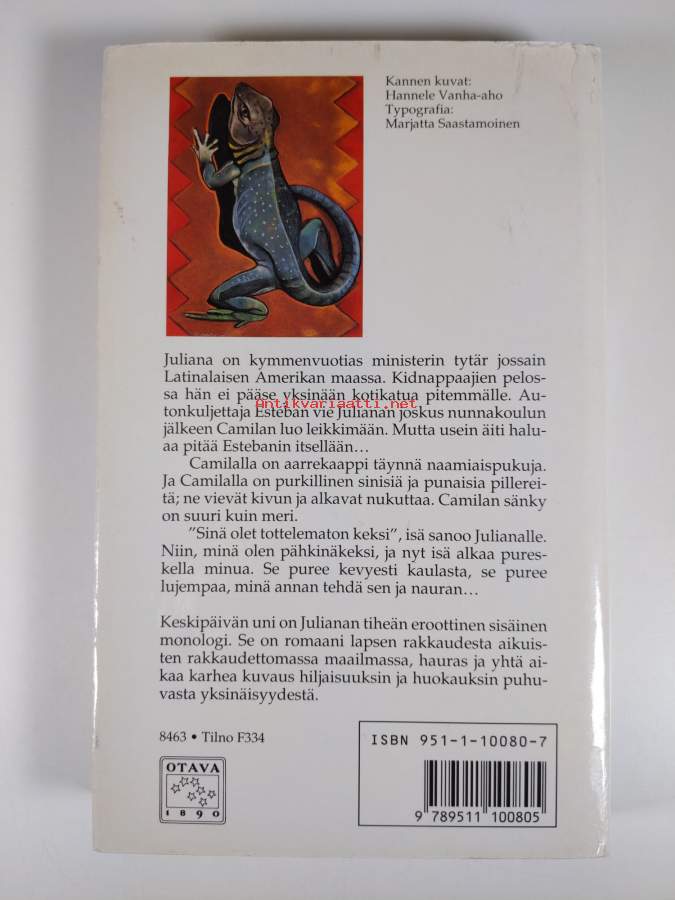 Kannen kuvat:
Hannele Vanha-aho
Typografia:
Marjatta Saastamoinen
Juliana on kymmenvuotias ministerin tytär jossain
Latinalaisen Amerikan maassa. Kidnappaajien pelos-
sa hän ei pääse yksinään kotikatua pitemmälle. Au-
Antikvariaatti.net
tonkuljettaja Esteban vie Julianan joskus nunnakoulun
jälkeen Camilan luo leikkimään. Mutta usein äiti halu-
aa pitää Estebanin itsellään…
Camilalla on aarrekaappi täynnä naamiaispukuja.
Ja Camilalla on purkillinen sinisiä ja punaisia pillerei-
tä; ne vievät kivun ja alkavat nukuttaa. Camilan sänky
on suuri kuin meri.
”Sinä olet tottelematon keksi”, isä sanoo Julianalle.
Niin, minä olen pähkinäkeksi, ja nyt isä alkaa pures-
kella minua. Se puree kevyesti kaulasta, se puree
lujempaa, minä annan tehdä sen ja nauran…
Keskipäivän uni on Julianan tiheän eroottinen sisäinen
monologi. Se on romaani lapsen rakkaudesta aikuis-
ten rakkaudettomassa maailmassa, hauras ja yhtä ai-
kaa karhea kuvaus hiljaisuuksin ja huokauksin puhu-
vasta yksinäisyydestä.
8463 • Tilno F334
OTAVA
1890
ISBN 951-1-10080-7
9 789511 100805